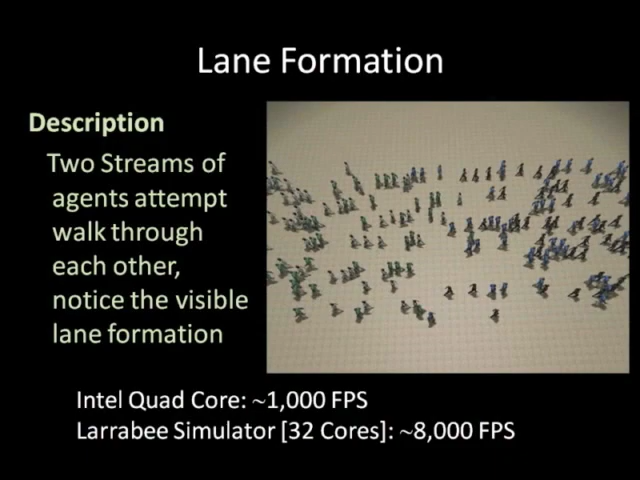 Lane Formation
Description
Two Streams of
agents attempt
walk through
each other,
notice the visible
lane formation
Intel Quad Core: ~1,000 FPS
Larrabee Simulator [32 Cores]: ~8,000 FPS